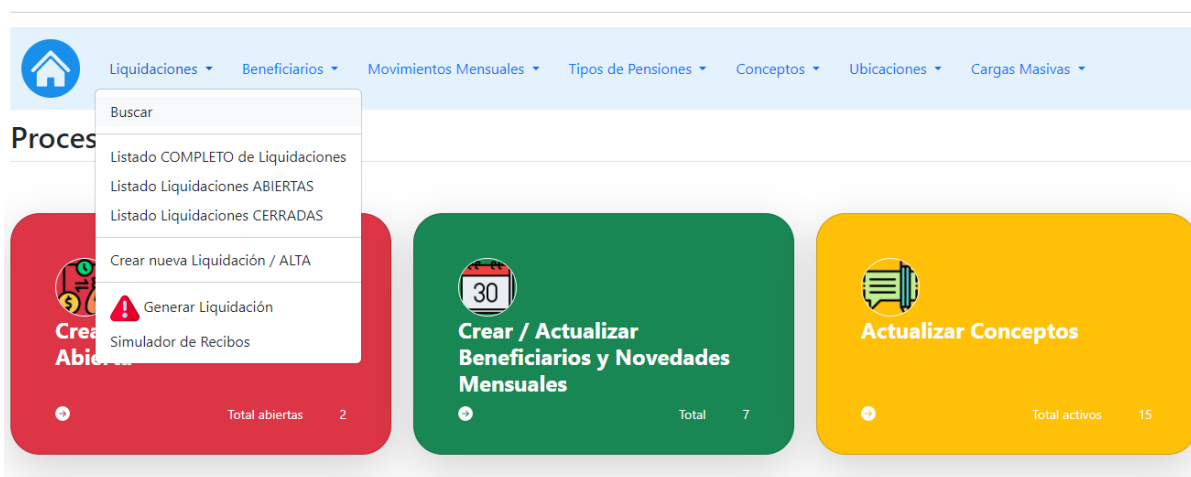 Liquidaciones Beneficiarios Movimientos Mensuales Tipos de Pensiones Conceptos Ubicaciones Cargas Masivas
Buscar
Listado COMPLETO de Liquidaciones
Listado Liquidaciones ABIERTAS
Listado Liquidaciones CERRADAS
Crear nueva Liquidación / ALTA
Generar Liquidación
Simulador de Recibos
Total abiertas 2
30
Crear / Actualizar
Beneficiarios y Novedades
Mensuales
Total 7
Actualizar Conceptos
Total activos 15